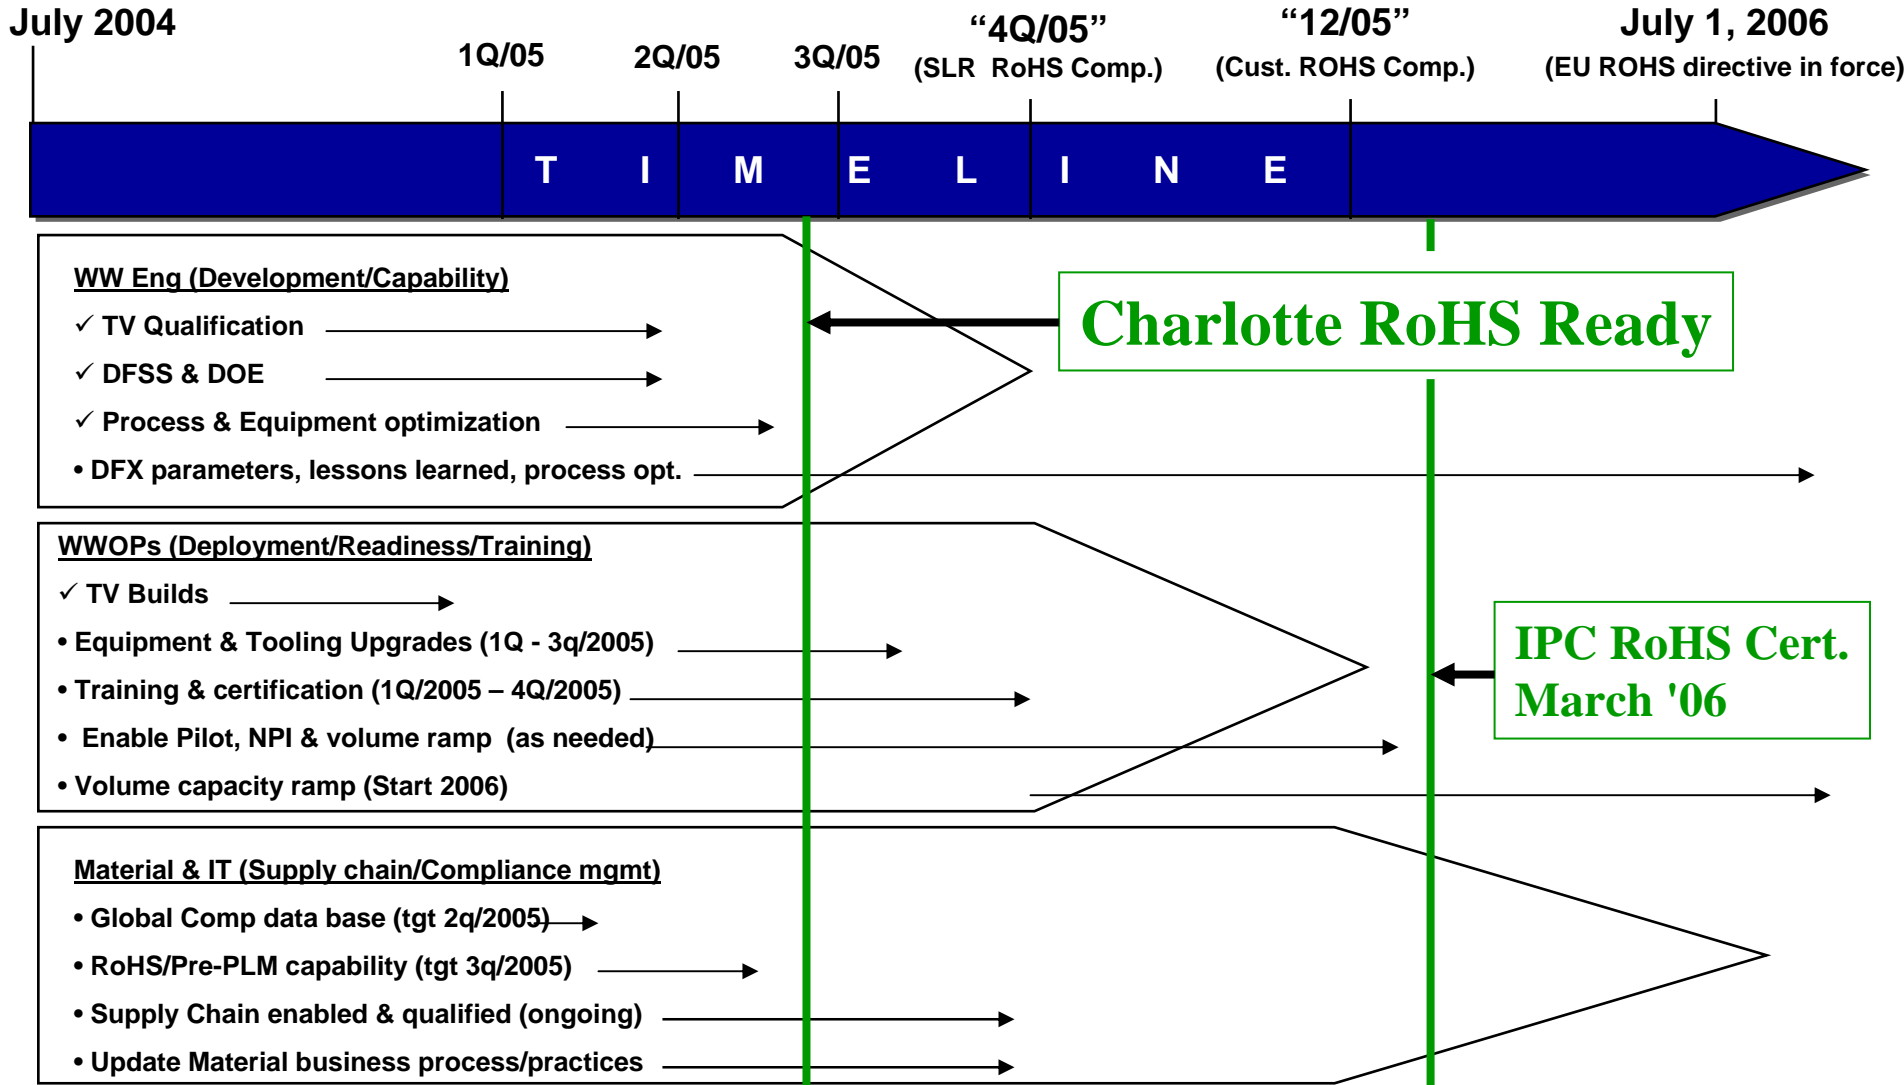 July 2004
1Q/05
2Q/05
3Q/05
“4Q/05”
(SLR RoHS Comp.)
“12/05”
(Cust. ROHS Comp.)
July 1, 2006
(EU ROHS directive in force)
T I M E L I N E
WW Eng (Development/Capability)
✓ TV Qualification
✓ DFSS & DOE
✓ Process & Equipment optimization
• DFX parameters, lessons learned, process opt.
Charlotte RoHS Ready
WWOPs (Deployment/Readiness/Training)
✓ TV Builds
• Equipment & Tooling Upgrades (1Q - 3q/2005)
• Training & certification (1Q/2005 – 4Q/2005)
• Enable Pilot, NPI & volume ramp (as needed)
• Volume capacity ramp (Start 2006)
IPC RoHS Cert.
March '06
Material & IT (Supply chain/Compliance mgmt)
• Global Comp data base (tgt 2q/2005)
• RoHS/Pre-PLM capability (tgt 3q/2005)
• Supply Chain enabled & qualified (ongoing)
• Update Material business process/practices